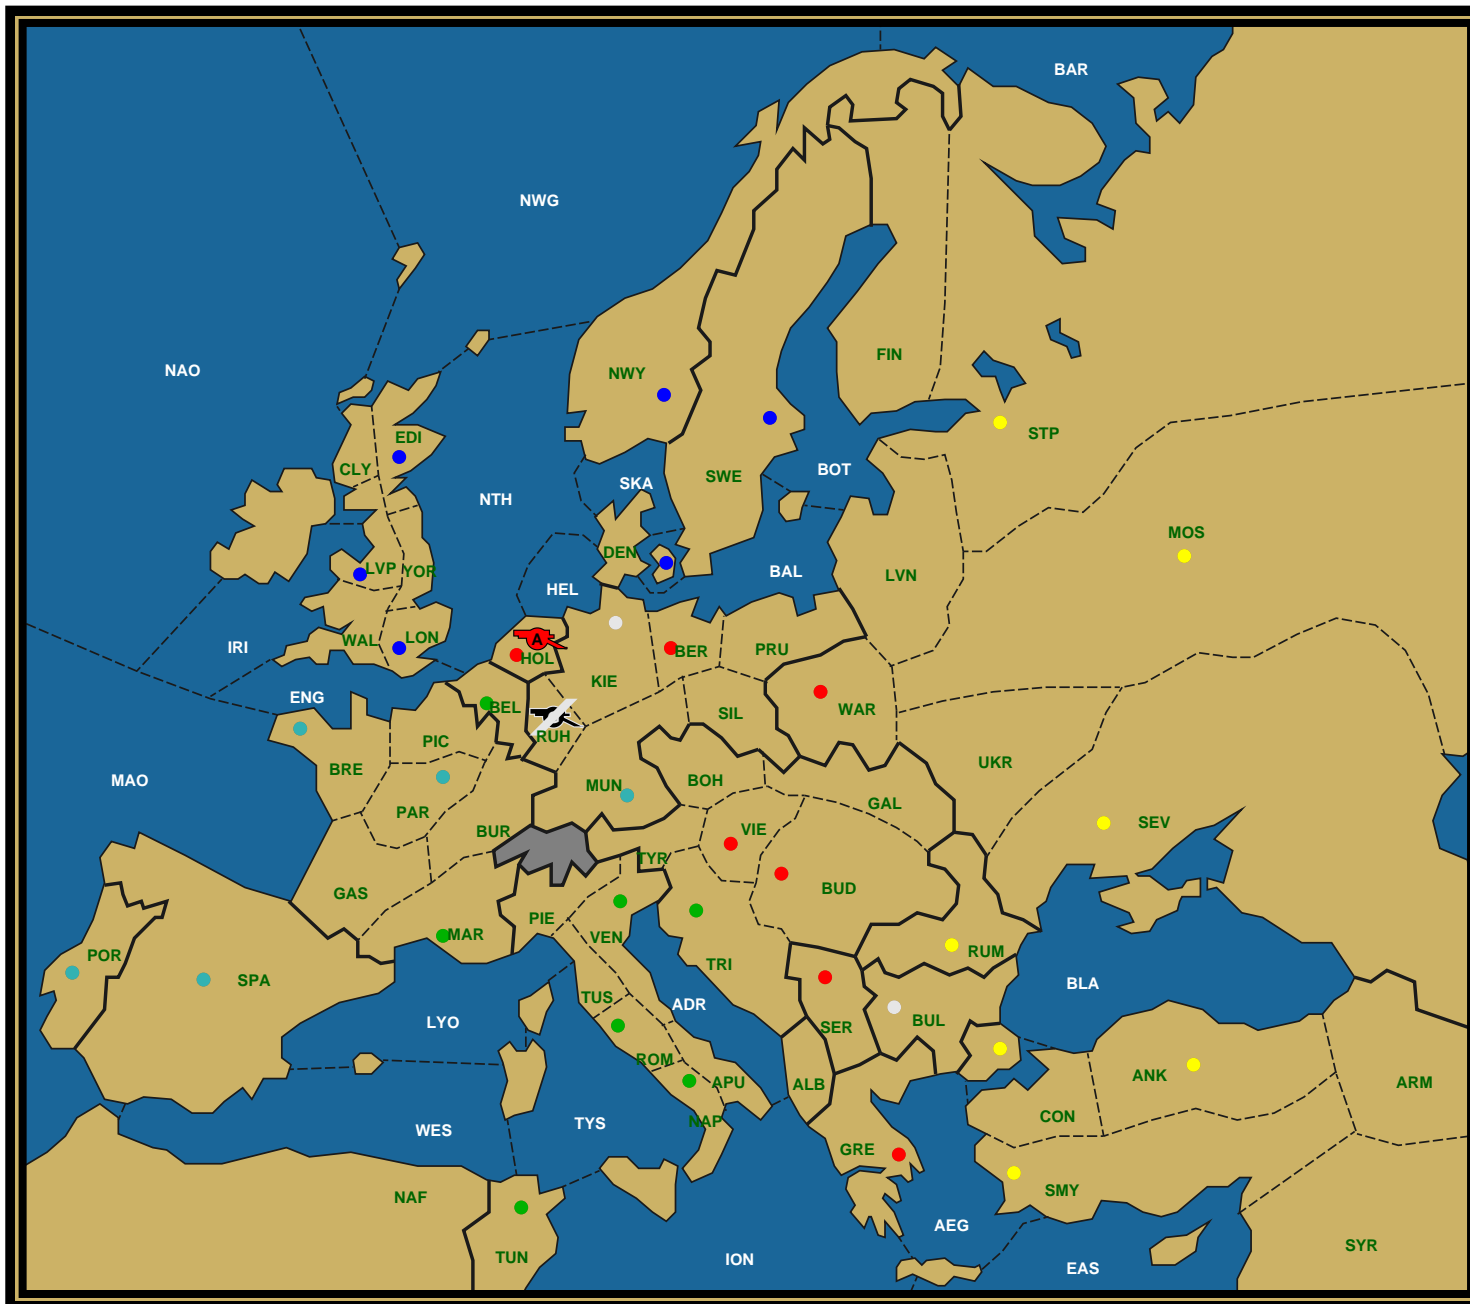 BAR
NWG
NAO
FIN
NWY
STP
EDI
CLY
SWE
BOT
SKA
NTH
MOS
DEN
LVP
YOR
BAL
LVN
HEL
IRI
WAL
LON
A
HOL
BER
PRU
KIE
ENG
BEL
SIL
WAR
RUH
PIC
BRE
MAO
MUN
BOH
UKR
GAL
PAR
SEV
BUR
VIE
TYR
BUD
GAS
PIE
MAR
VEN
POR
SPA
TRI
RUM
BLA
TUS
ADR
LYO
BUL
SER
ROM
APU
ALB
ANK
ARM
CON
NAP
TYS
WES
GRE
SMY
NAF
AEG
TUN
ION
EAS
SYR